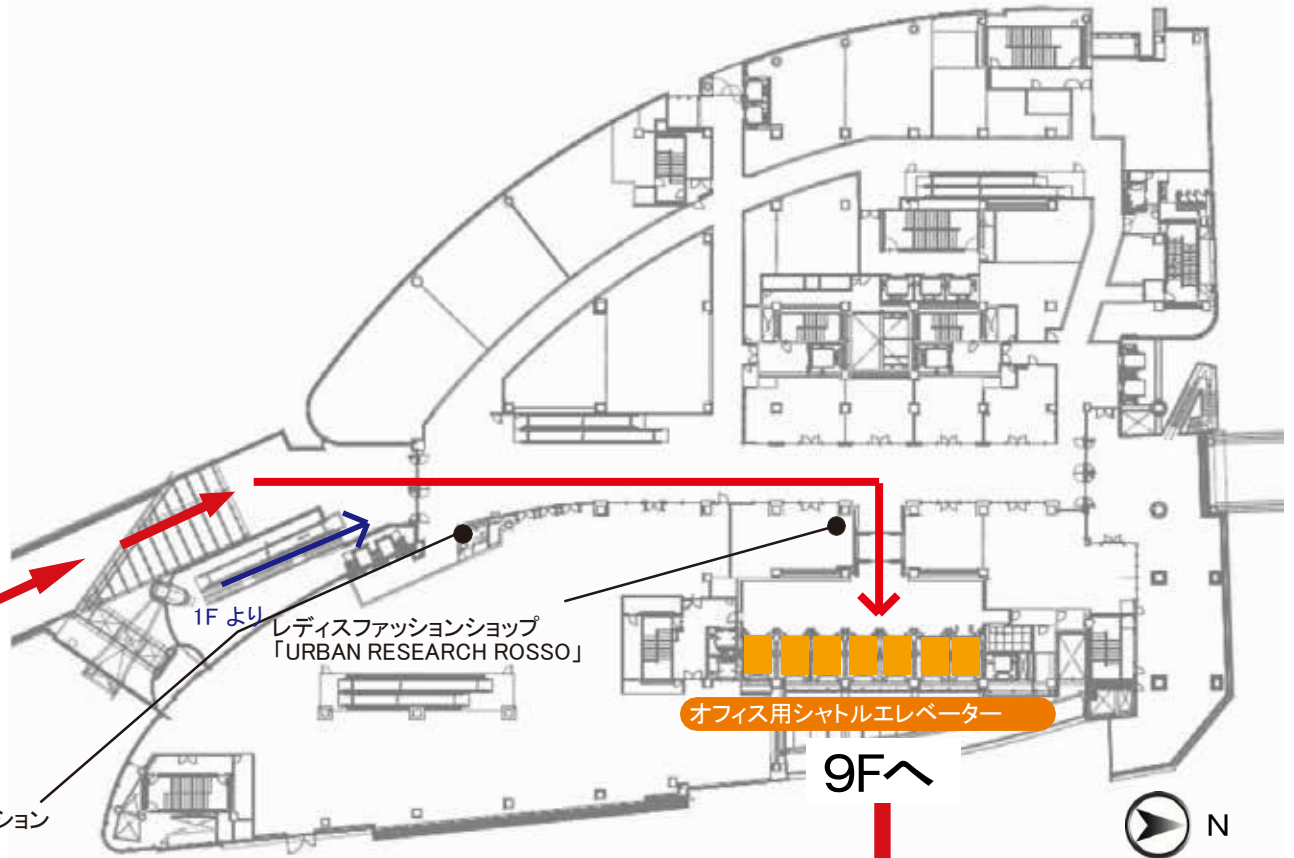 1F より
レディスファッションショップ
「URBAN RESEARCH ROSSO」
オフィス用シャトルエレベーター
9Fへ
ション
N